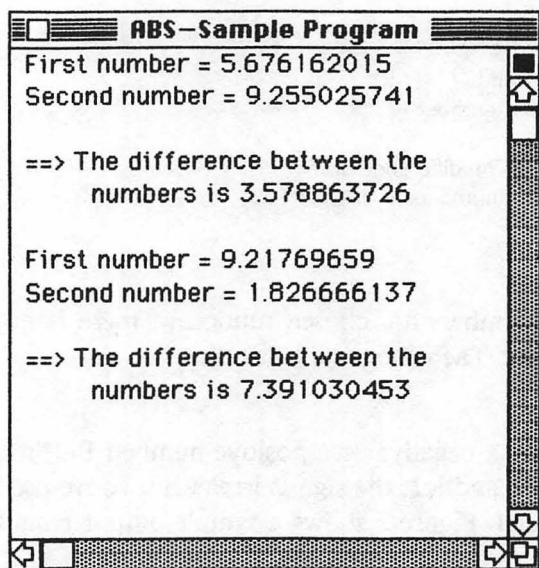 ABS—Sample Program
First number = 5.676162015
Second number = 9.255025741
==> The difference between the
numbers is 3.578863726
First number = 9.21769659
Second number = 1.826666137
==> The difference between the
numbers is 7.391030453